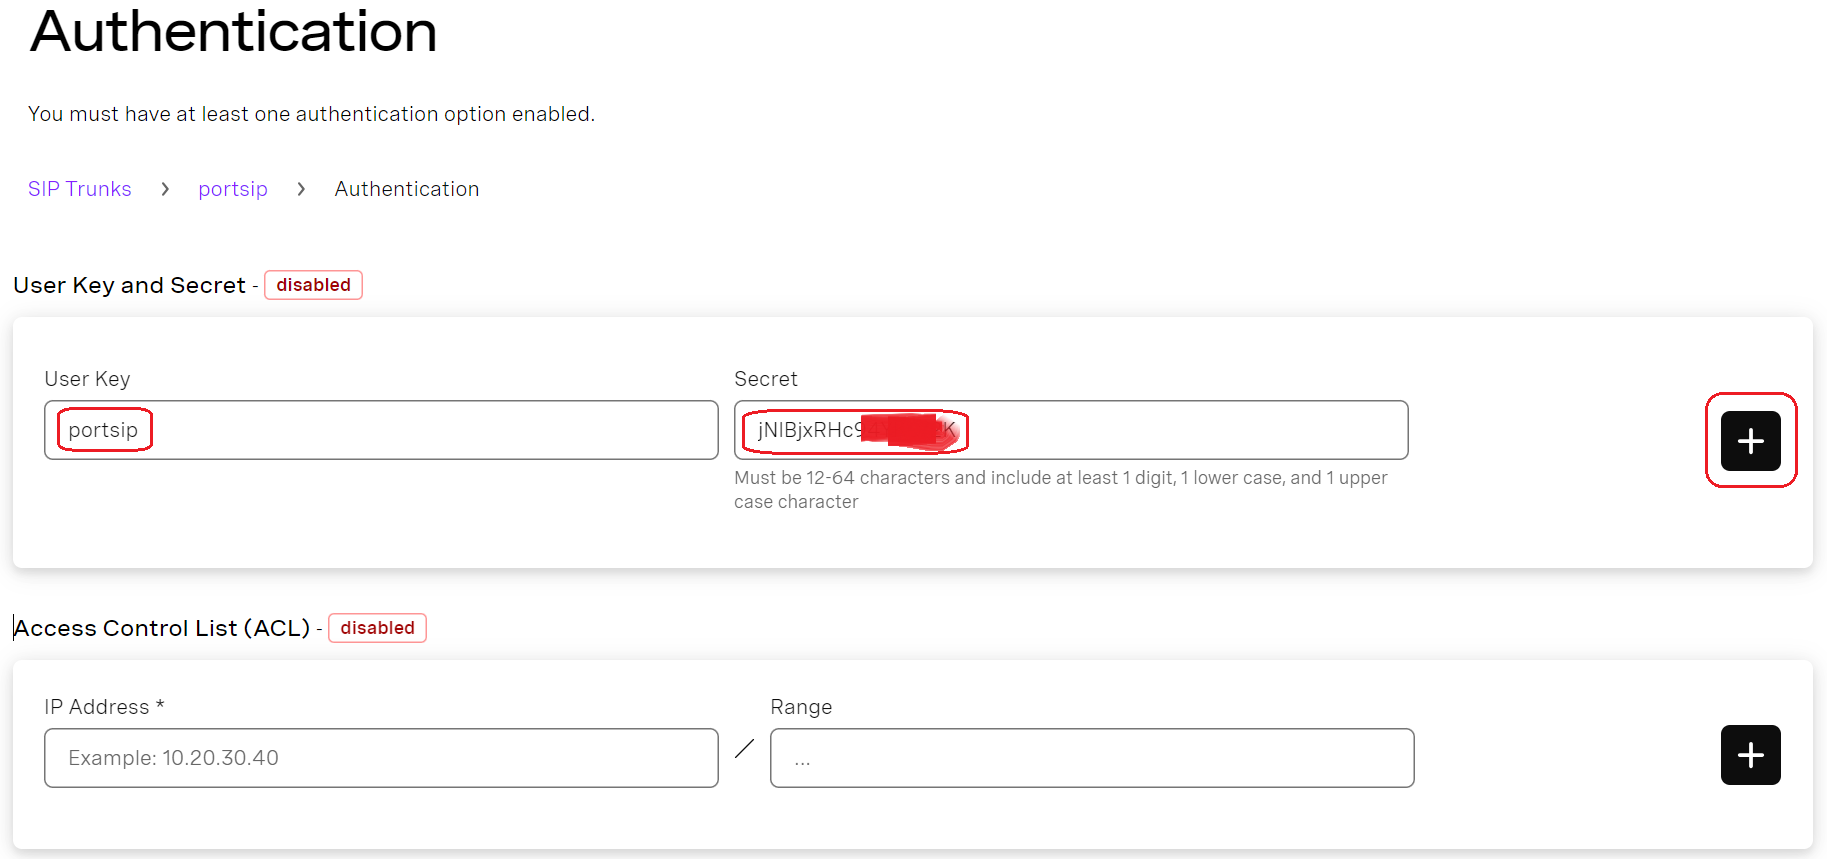 Authentication
You must have at least one authentication option enabled.
SIP Trunks > portsip > Authentication
User Key and Secret - disabled
User Key
Secret
portsip
Must be 12-64 characters and include at least 1 digit, 1 lower case, and 1 upper
case character
Access Control List (ACL) - disabled
IP Address *
Range
Example: 10.20.30.40
/
...